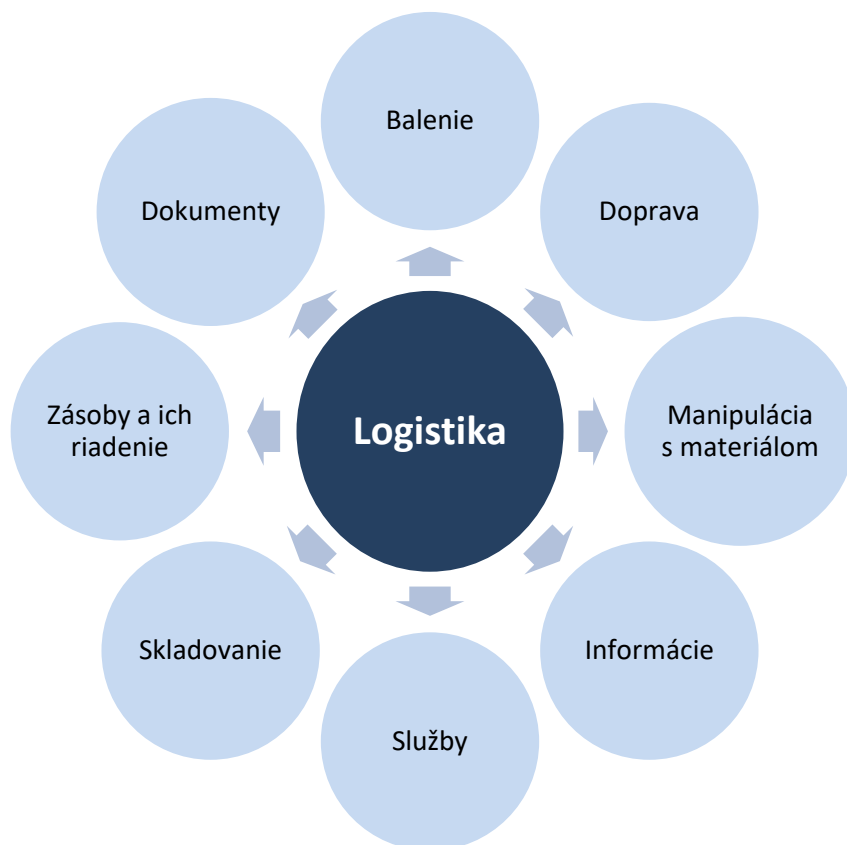 Balenie
Dokumenty
Doprava
Zásoby a ich
riadenie
Logistika
Manipulácia
s materiálom
Skladovanie
Informácie
Služby